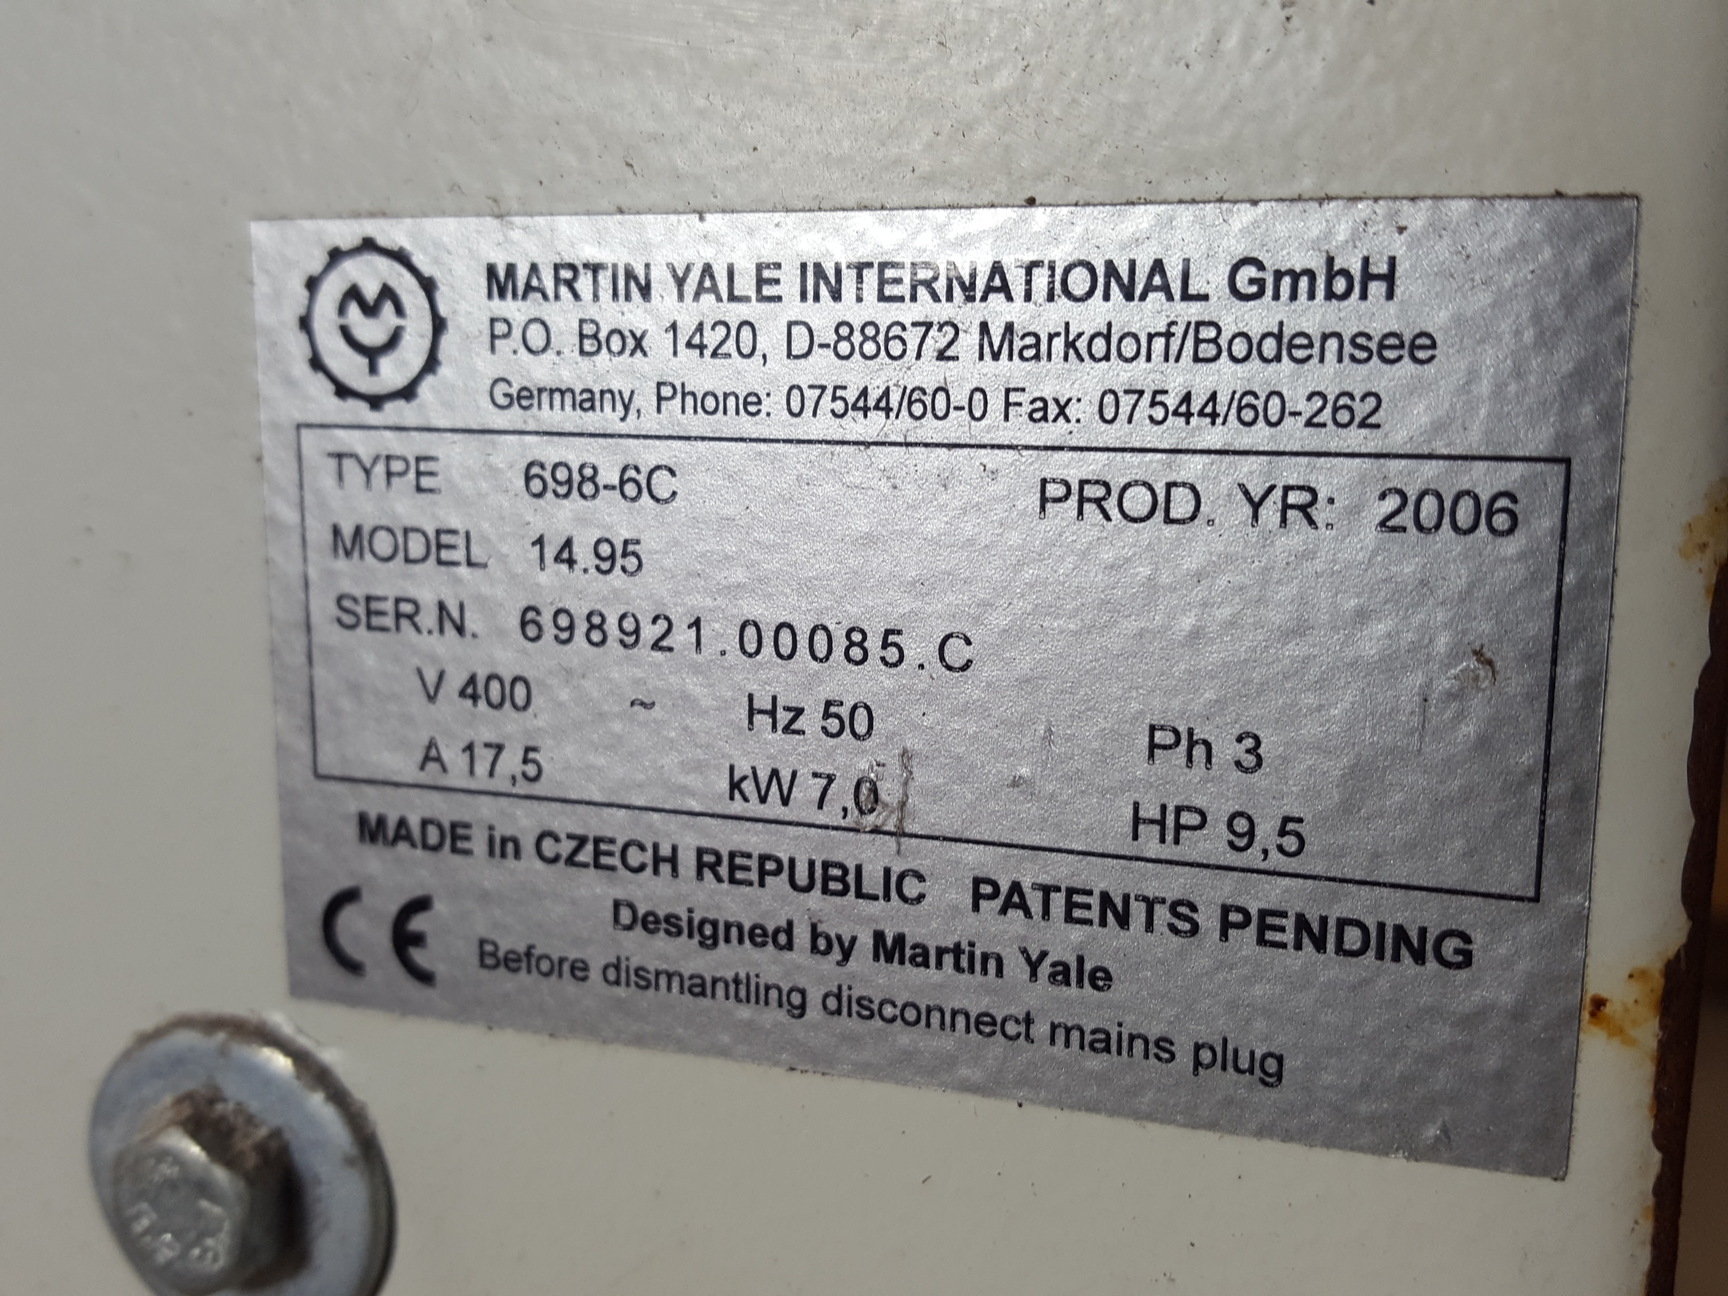 MY
MARTIN YALE INTERNATIONAL GmbH
P.O. Box 1420, D-88672 Markdorf/Bodensee
Germany, Phone: 07544/60-0 Fax: 07544/60-262
TYPE 698-6C PROD. YR: 2006
MODEL 14.95
SER.N. 698921.00085.C
V 400 ~ Hz 50 Ph 3
A 17,5 kW 7,0 HP 9,5
MADE in CZECH REPUBLIC PATENTS PENDING
CE Designed by Martin Yale
Before dismantling disconnect mains plug